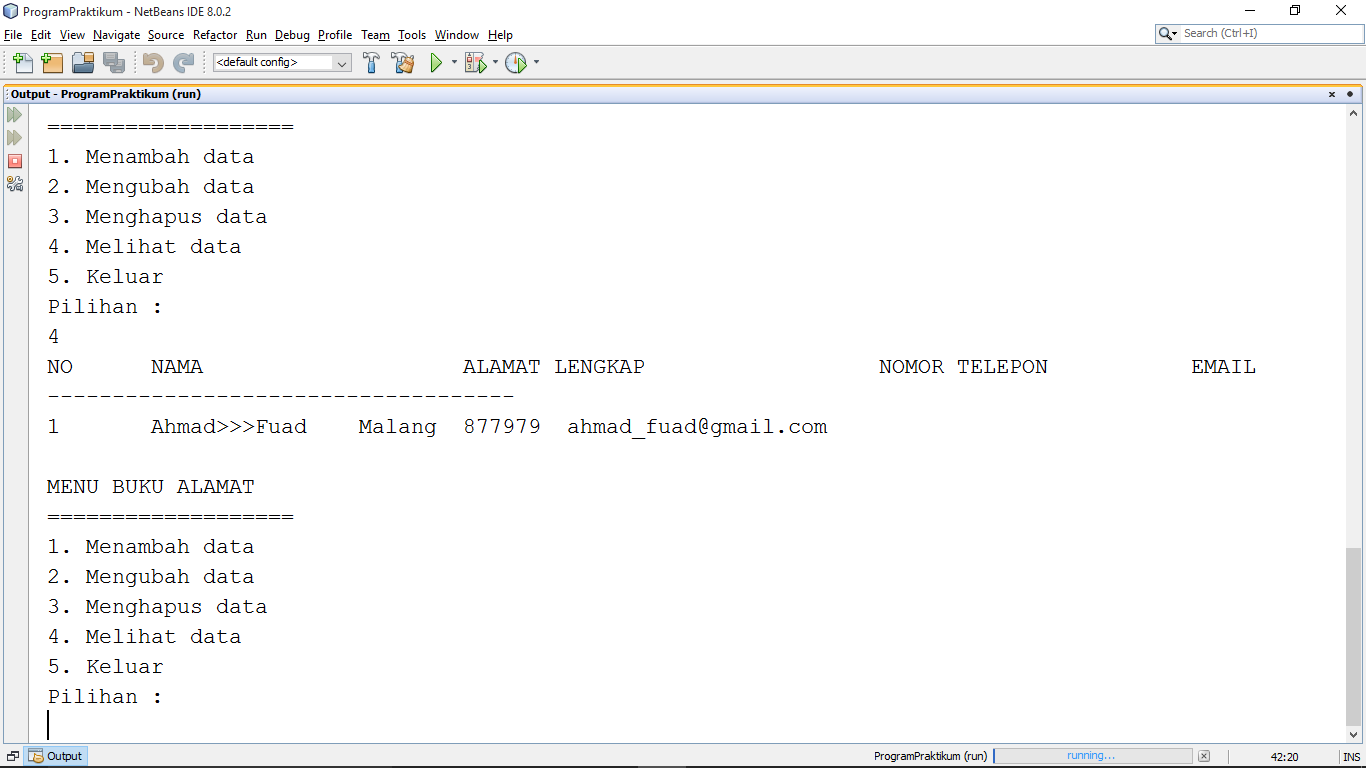 ProgramPraktikum - NetBeans IDE 8.0.2
File Edit View Navigate Source Refactor Run Debug Profile Team Tools Window Help
Search (Ctrl+I)
<default config>
Output - ProgramPraktikum (run)
===================
1. Menambah data
2. Mengubah data
3. Menghapus data
4. Melihat data
5. Keluar
Pilihan :
4
NO NAMA ALAMAT LENGKAP NOMOR TELEPON EMAIL
------------------------------------
1 Ahmad>>>Fuad Malang 877979 ahmad_fuad@gmail.com
MENU BUKU ALAMAT
===================
1. Menambah data
2. Mengubah data
3. Menghapus data
4. Melihat data
5. Keluar
Pilihan :
Output ProgramPraktikum (run) running... 42:20 INS